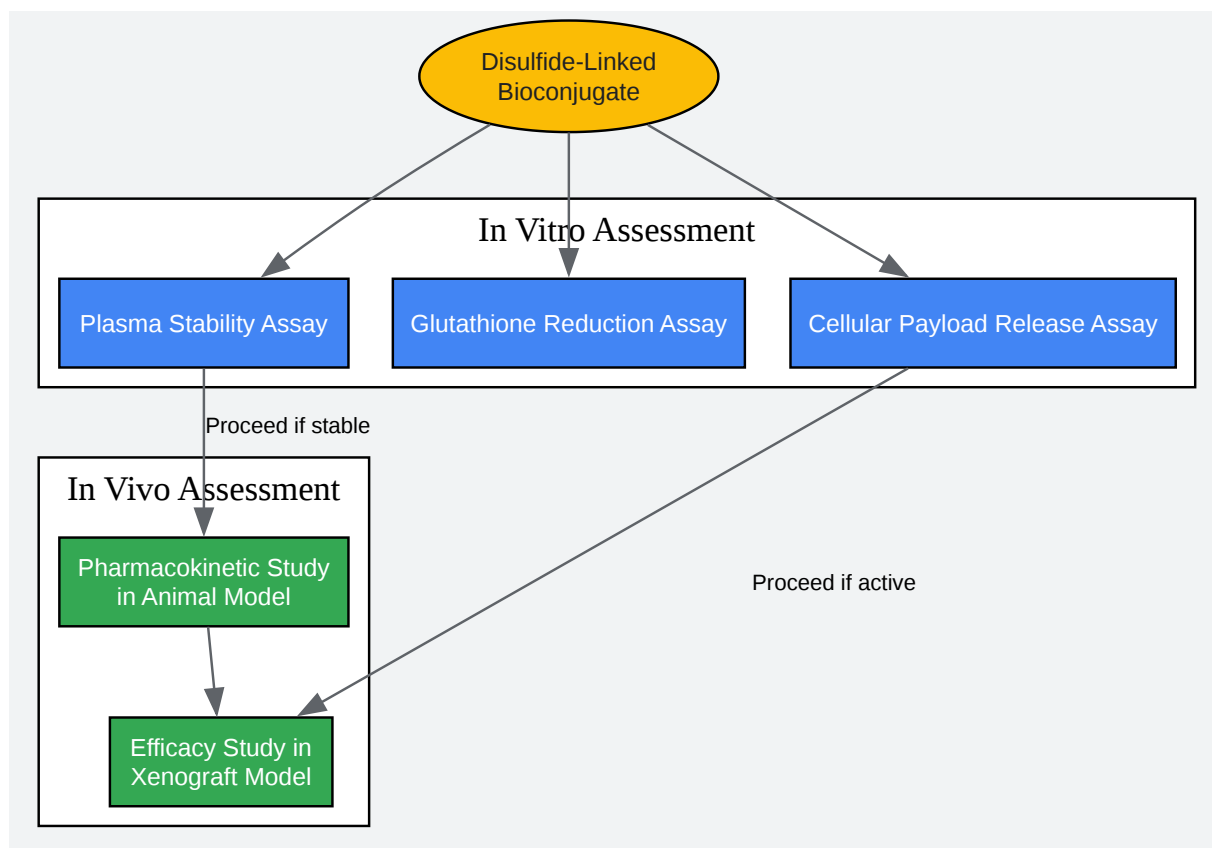 Disulfide-Linked
Bioconjugate
In Vitro Assessment
Plasma Stability Assay
Glutathione Reduction Assay
Cellular Payload Release Assay
Proceed if stable
In Vivo Assessment
Pharmacokinetic Study
in Animal Model
Proceed if active
Efficacy Study in
Xenograft Model